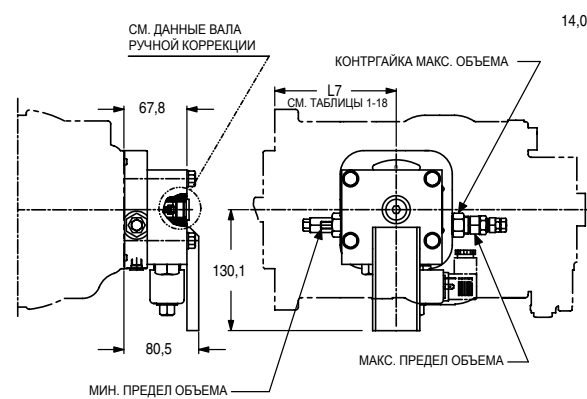 14,0
СМ. ДАННЫЕ ВАЛА
РУЧНОЙ КОРРЕКЦИИ
КОНТРГАЙКА МАКС. ОБЪЕМА
L7
СМ. ТАБЛИЦЫ 1-18
67,8
130,1
80,5
МАКС. ПРЕДЕЛ ОБЪЕМА
МИН. ПРЕДЕЛ ОБЪЕМА